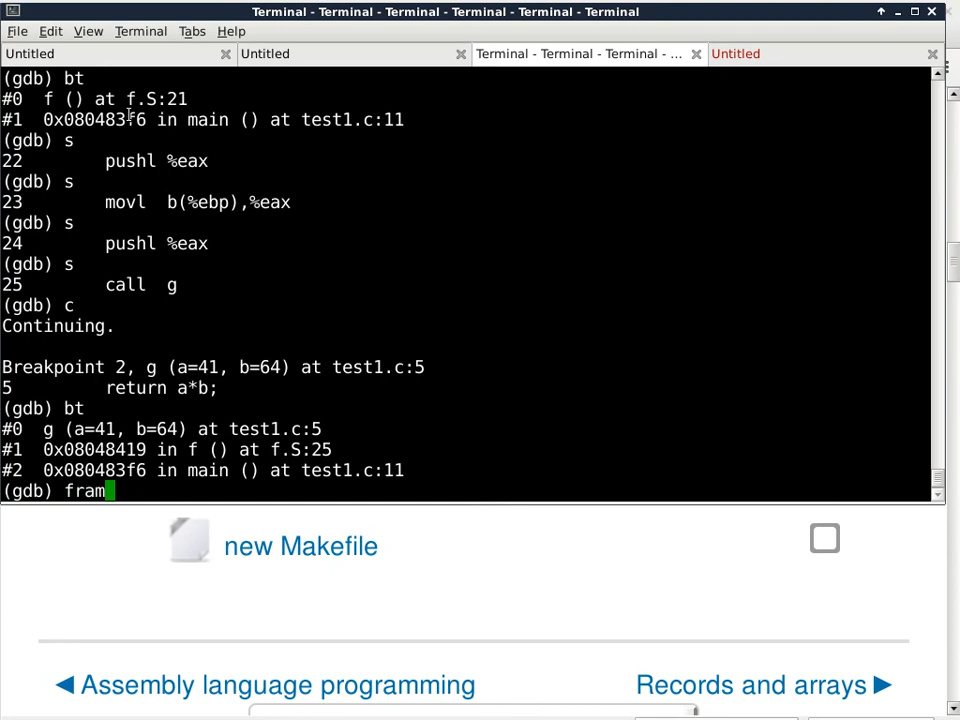 Terminal - Terminal - Terminal - Terminal - Terminal - Terminal
File Edit View Terminal Tabs Help
Untitled Untitled Terminal - Terminal - Terminal - ... Untitled
(gdb) bt
#0  f () at f.S:21
#1  0x080483f6 in main () at test1.c:11
(gdb) s
22        pushl %eax
(gdb) s
23        movl  b(%ebp),%eax
(gdb) s
24        pushl %eax
(gdb) s
25        call  g
(gdb) c
Continuing.
Breakpoint 2, g (a=41, b=64) at test1.c:5
5         return a*b;
(gdb) bt
#0  g (a=41, b=64) at test1.c:5
#1  0x08048419 in f () at f.S:25
#2  0x080483f6 in main () at test1.c:11
(gdb) fram
new Makefile
◀ Assembly language programming
Records and arrays ▶